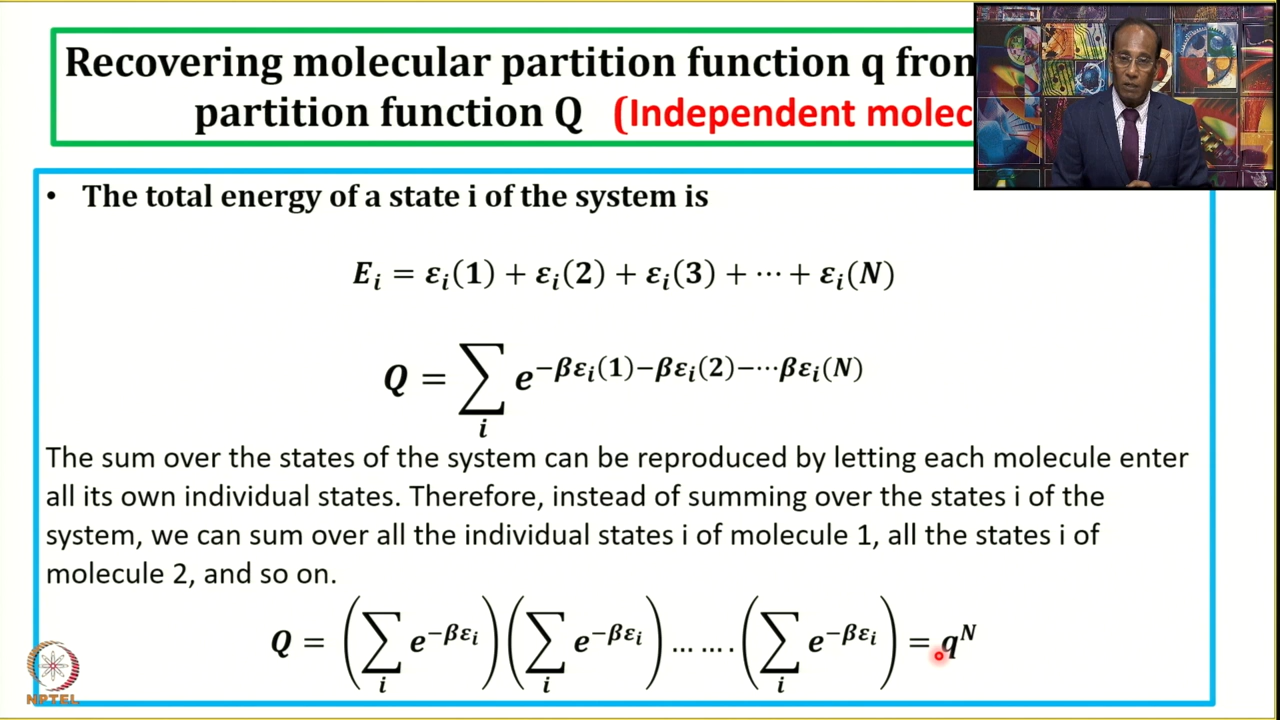 Recovering molecular partition function q from
partition function Q (Independent molec
• The total energy of a state i of the system is
Eᵢ = εᵢ(1) + εᵢ(2) + εᵢ(3) + ⋯ + εᵢ(N)
Q = ∑ᵢ e^{−βεᵢ(1)−βεᵢ(2)−⋯βεᵢ(N)}
The sum over the states of the system can be reproduced by letting each molecule enter
all its own individual states. Therefore, instead of summing over the states i of the
system, we can sum over all the individual states i of molecule 1, all the states i of
molecule 2, and so on.
Q = (∑ᵢ e^{−βεᵢ}) (∑ᵢ e^{−βεᵢ}) … … . (∑ᵢ e^{−βεᵢ}) = q^N
NPTEL